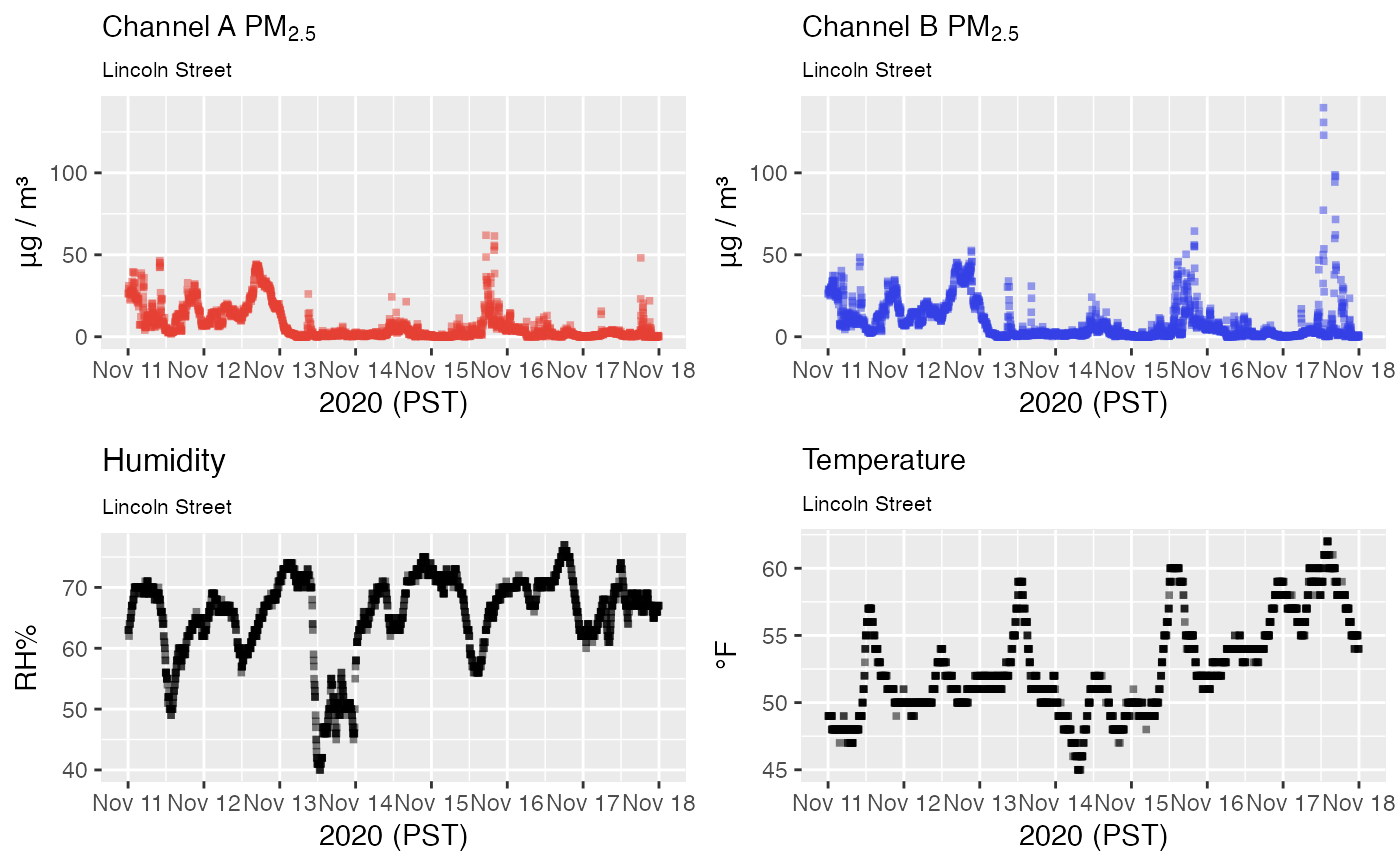 Channel A PM2.5
Lincoln Street
µg / m³
100
50
0
Nov 11 Nov 12 Nov 13 Nov 14 Nov 15 Nov 16 Nov 17 Nov 18
2020 (PST)
Channel B PM2.5
Lincoln Street
µg / m³
100
50
0
Nov 11 Nov 12 Nov 13 Nov 14 Nov 15 Nov 16 Nov 17 Nov 18
2020 (PST)
Humidity
Lincoln Street
RH%
70
60
50
40
Nov 11 Nov 12 Nov 13 Nov 14 Nov 15 Nov 16 Nov 17 Nov 18
2020 (PST)
Temperature
Lincoln Street
°F
60
55
50
45
Nov 11 Nov 12 Nov 13 Nov 14 Nov 15 Nov 16 Nov 17 Nov 18
2020 (PST)